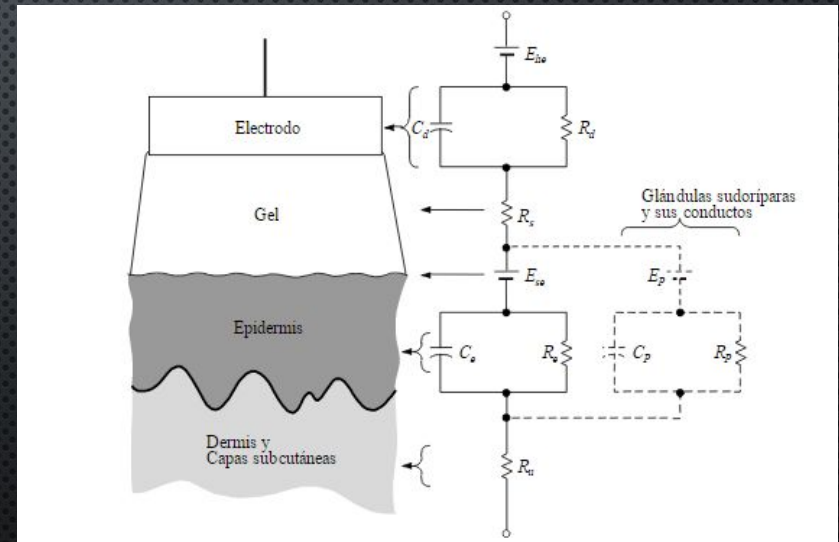 Electrodo
Gel
Epidermis
Dermis y
Capas subcutáneas
E_he
C_d
R_d
R_s
Glándulas sudoríparas
y sus conductos
E_se
E_p
C_e
R_e
C_p
R_p
R_u